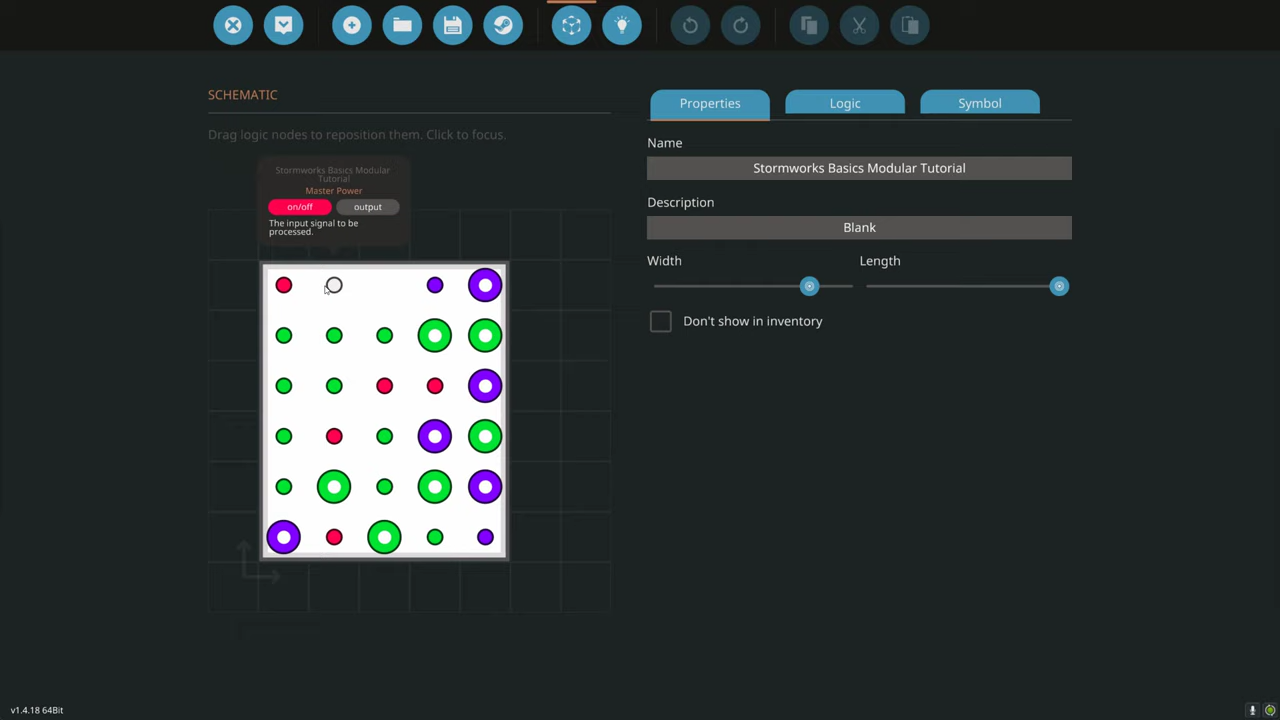 SCHEMATIC
Drag logic nodes to reposition them. Click to focus.
Stormworks Basics Modular
Tutorial
Master Power
on/off
output
The input signal to be
processed.
Properties
Logic
Symbol
Name
Stormworks Basics Modular Tutorial
Description
Blank
Width
Length
Don't show in inventory
v1.4.18 64Bit